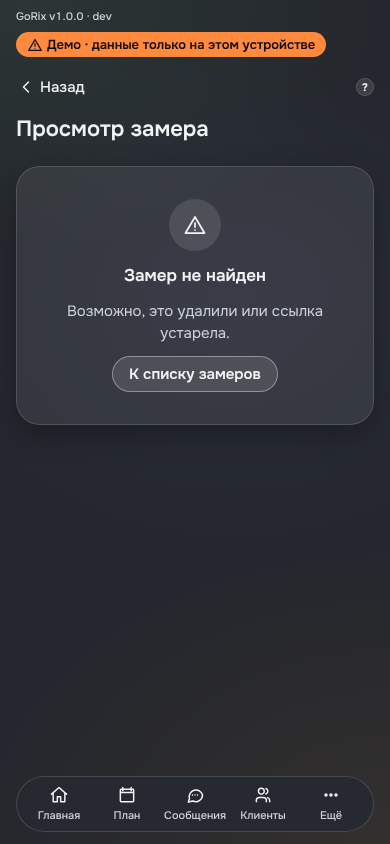 GoRix v1.0.0 · dev
Демо · данные только на этом устройстве
Назад
?
Просмотр замера
Замер не найден
Возможно, это удалили или ссылка
устарела.
К списку замеров
Главная
План
Сообщения
Клиенты
Ещё